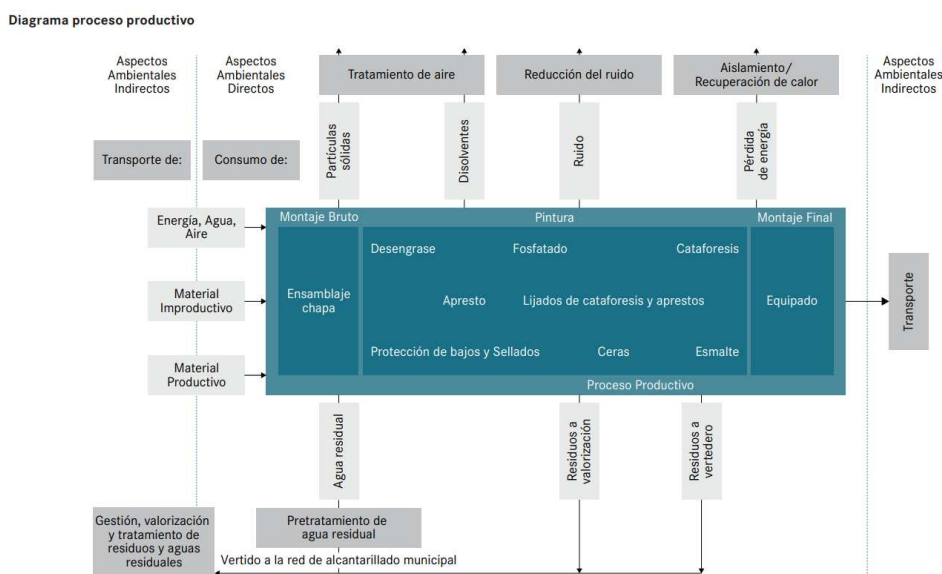 Diagrama proceso productivo
Aspectos
Ambientales
Indirectos
Aspectos
Ambientales
Directos
Tratamiento de aire
Reducción del ruido
Aislamiento/
Recuperación de calor
Aspectos
Ambientales
Indirectos
Transporte de:
Consumo de:
Partículas
sólidas
Disolventes
Ruido
Pérdida
de energía
Energía, Agua,
Aire
Material
Improductivo
Material
Productivo
Montaje Bruto
Pintura
Montaje Final
Ensamblaje
chapa
Desengrase
Fosfatado
Cataforesis
Apresto
Lijados de cataforesis y aprestos
Protección de bajos y Sellados
Ceras
Esmalte
Equipado
Proceso Productivo
Transporte
Agua residual
Residuos a
valorización
Residuos a
vertedero
Gestión, valorización
y tratamiento de
residuos y aguas
residuales
Pretratamiento de
agua residual
Vertido a la red de alcantarillado municipal